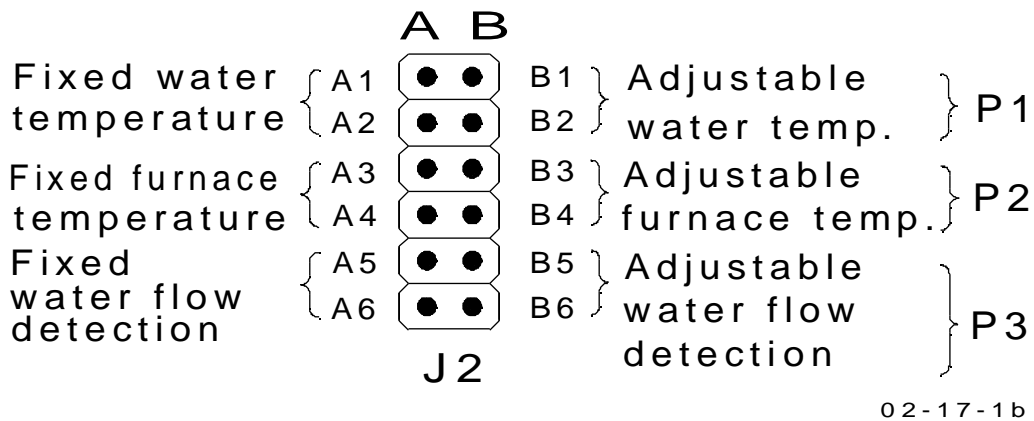 A B
Fixed water
temperature
A1
A2
B1
B2
Adjustable
water temp.
P1
Fixed furnace
temperature
A3
A4
B3
B4
Adjustable
furnace temp.
P2
Fixed
water flow
detection
A5
A6
B5
B6
Adjustable
water flow
detection
P3
J2
02-17-1b